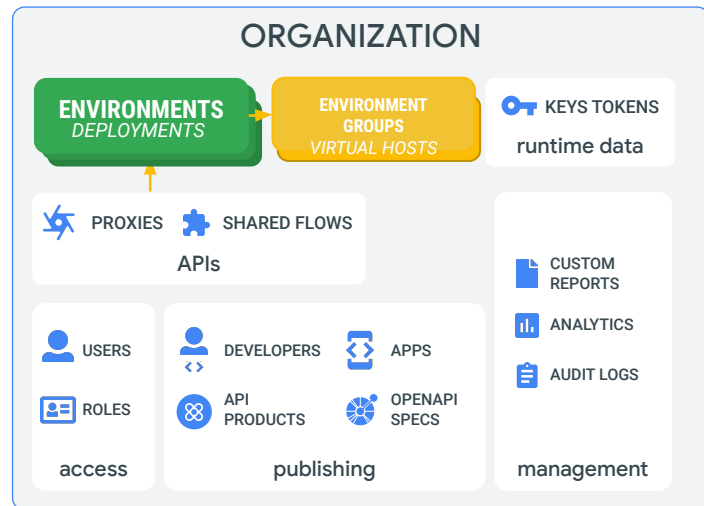 ORGANIZATION
ENVIRONMENTS
DEPLOYMENTS
ENVIRONMENT
GROUPS
VIRTUAL HOSTS
KEYS TOKENS
runtime data
PROXIES
SHARED FLOWS
APIs
CUSTOM
REPORTS
ANALYTICS
AUDIT LOGS
management
USERS
ROLES
access
DEVELOPERS
APPS
API
PRODUCTS
OPENAPI
SPECS
publishing